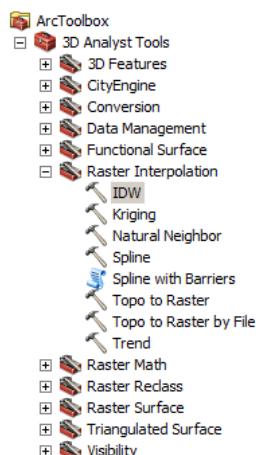 ArcToolbox
3D Analyst Tools
3D Features
CityEngine
Conversion
Data Management
Functional Surface
Raster Interpolation
IDW
Kriging
Natural Neighbor
Spline
Spline with Barriers
Topo to Raster
Topo to Raster by File
Trend
Raster Math
Raster Reclass
Raster Surface
Triangulated Surface
Visibility